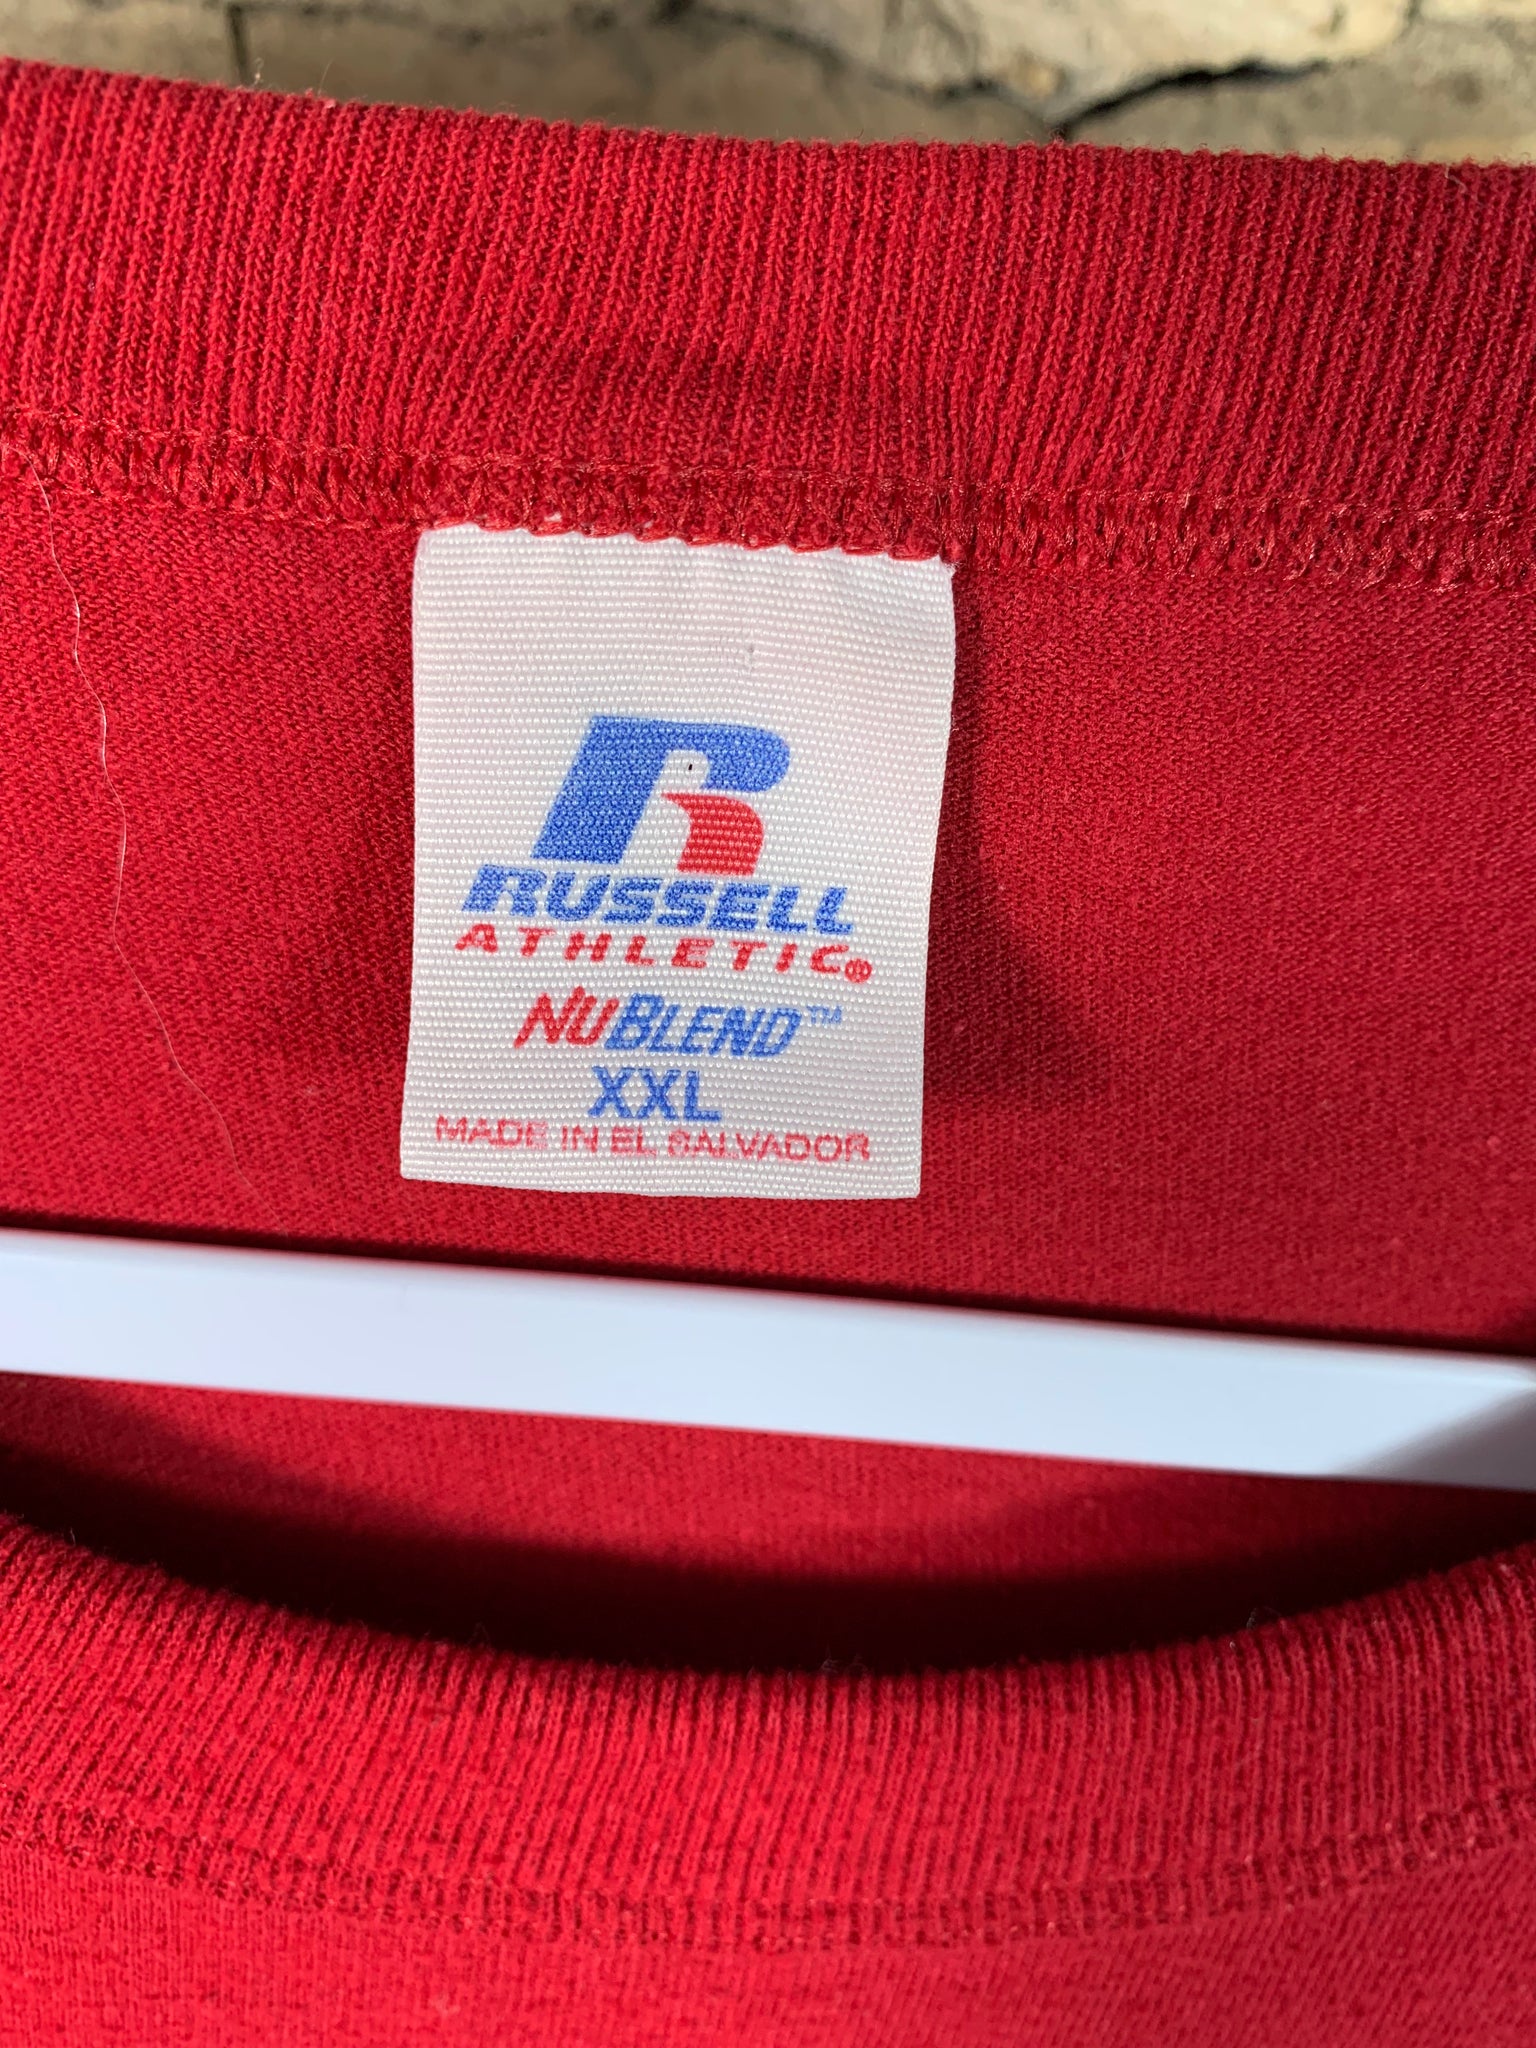 R
RUSSELL
ATHLETIC®
NUBLEND™
XXL
MADE IN EL SALVADOR